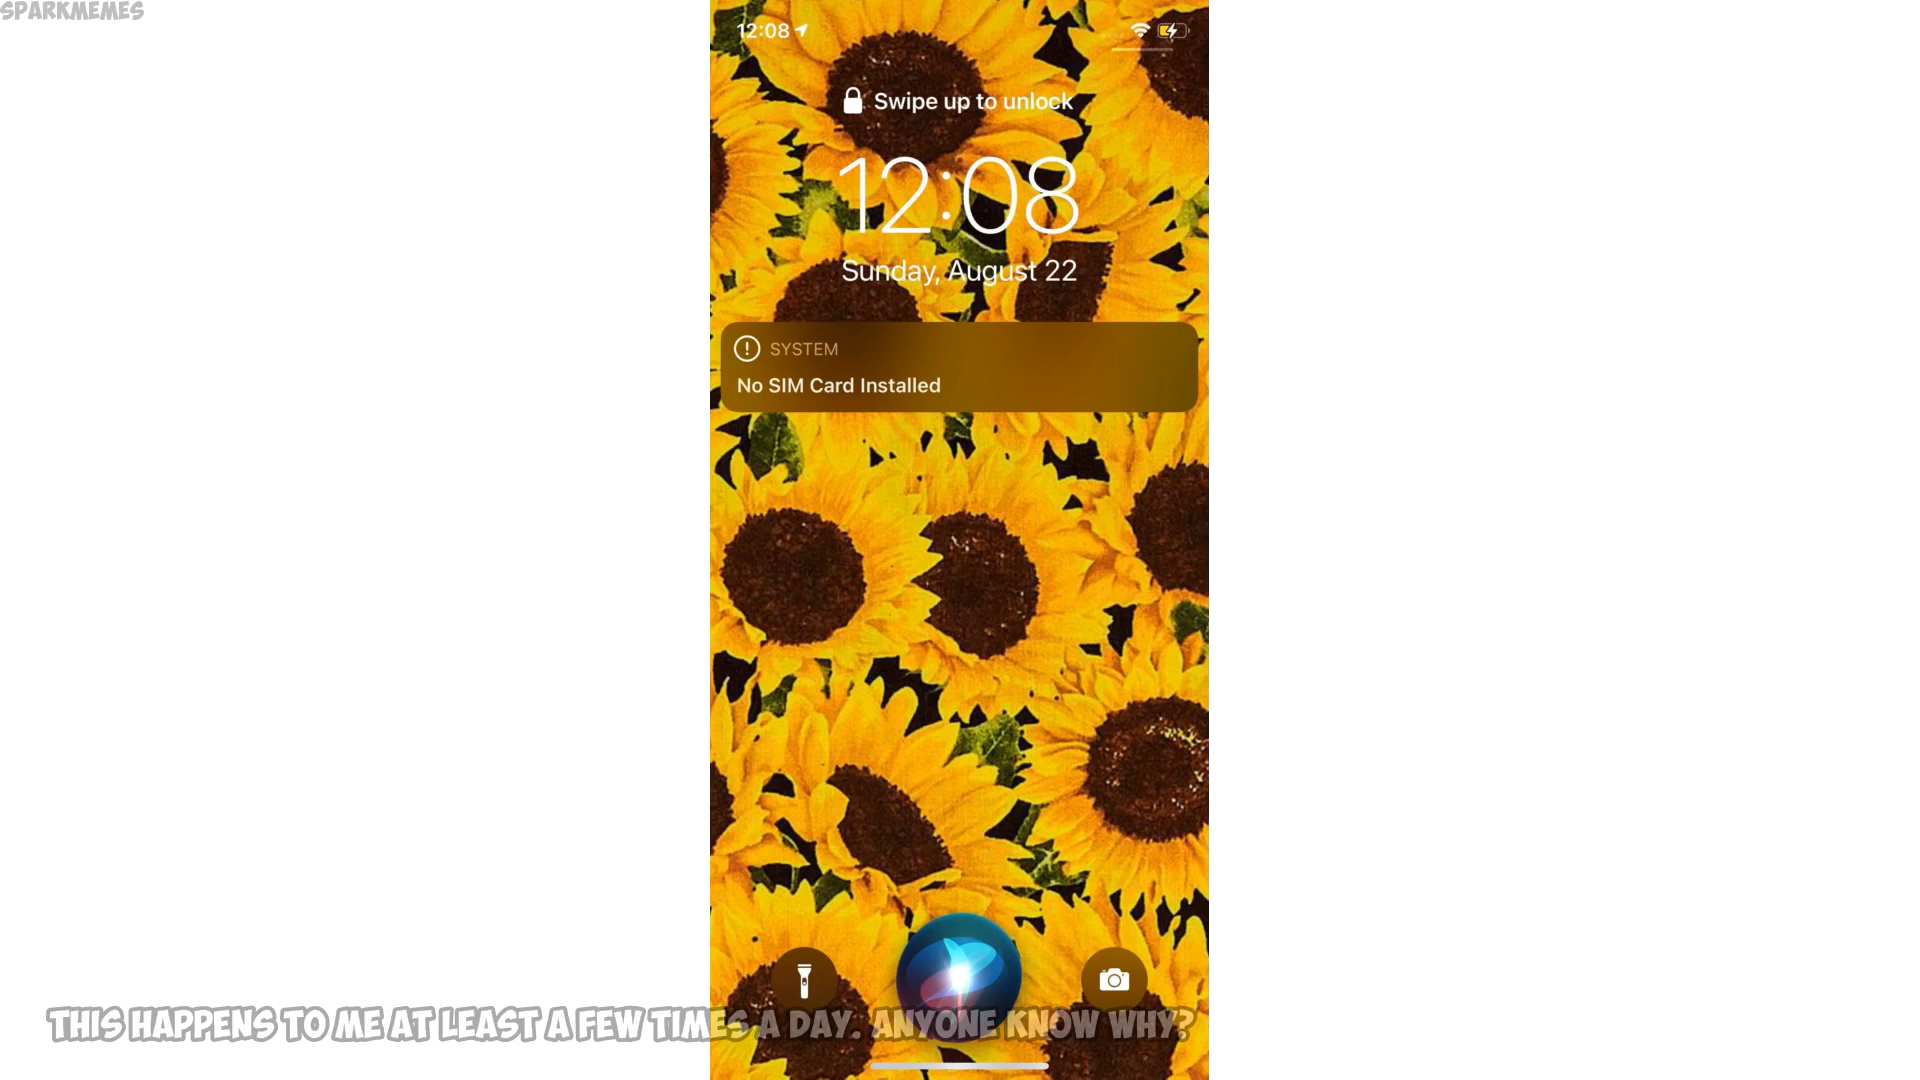 SPARKMEMES
12:08
Swipe up to unlock
12:08
Sunday, August 22
SYSTEM
No SIM Card Installed
THIS HAPPENS TO ME AT LEAST A FEW TIMES A DAY. ANYONE KNOW WHY?